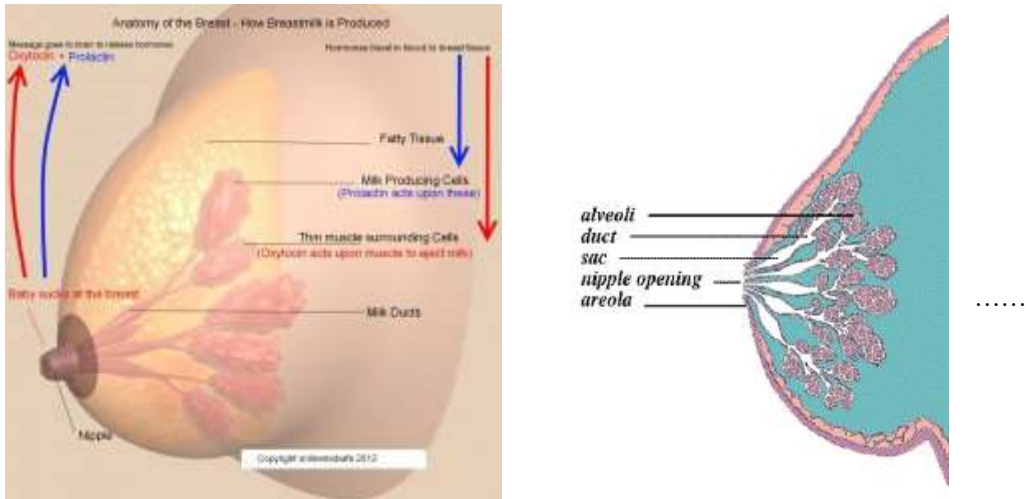 Anatomy of the Breast - How Breastmilk is Produced
Message goes to brain to release hormones
Oxytocin + Prolactin
Hormones travel in blood to breast tissue
Fatty Tissue
Milk Producing Cells
(Prolactin acts upon these)
Thin muscle surrounding Cells
(Oxytocin acts upon muscle to eject milk)
Baby sucks at the breast
Milk Ducts
Nipple
Copyright 2012
alveoli
duct
sac
nipple opening
areola
......